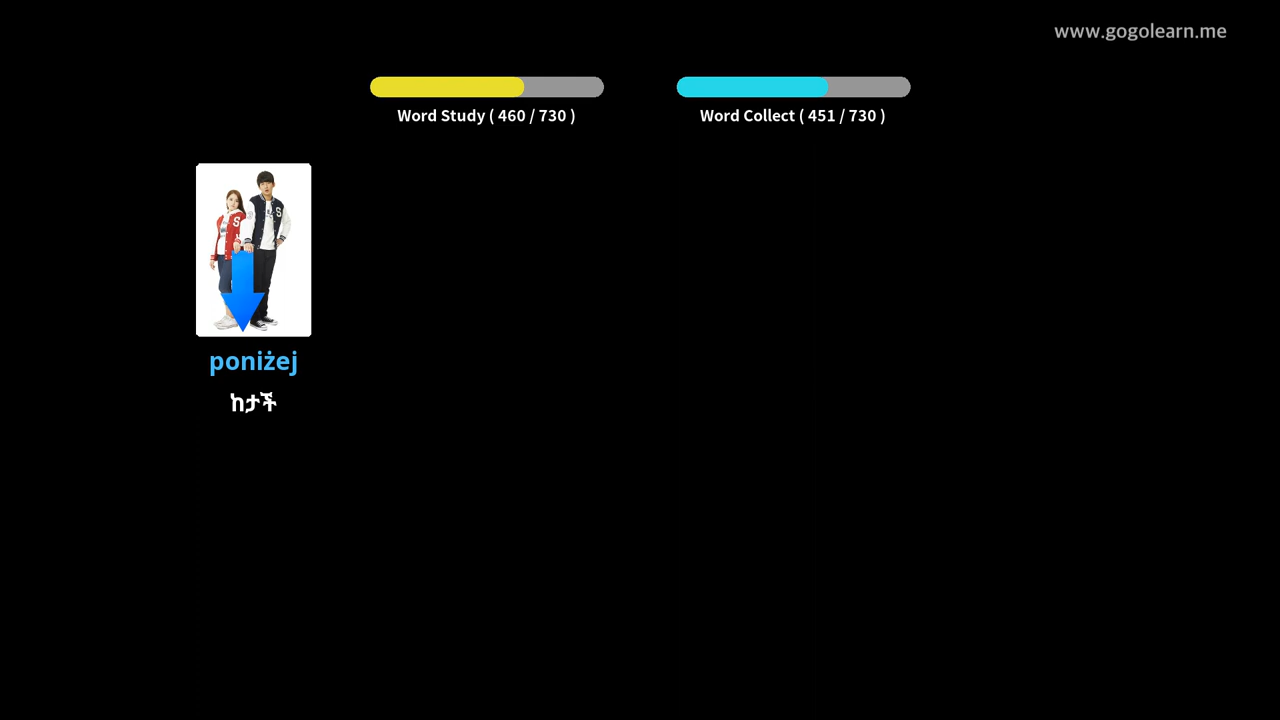 www.gogolearn.me
Word Study ( 460 / 730 )
Word Collect ( 451 / 730 )
S
S
poniżej
ከታች